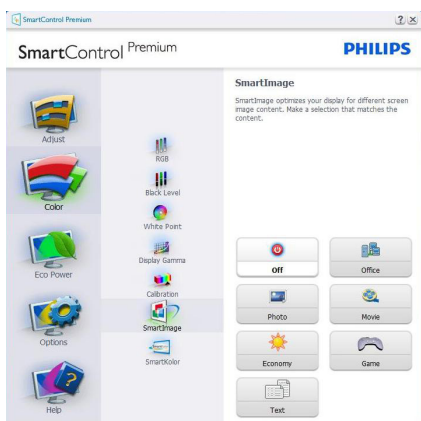 SmartControl Premium
SmartControl Premium
PHILIPS
Adjust
Color
Eco Power
Options
Help
RGB
Black Level
White Point
Display Gamma
Calibration
SmartImage
SmartKolor
SmartImage
SmartImage optimizes your display for different screen
image content. Make a selection that matches the
content.
Off
Office
Photo
Movie
Economy
Game
Text